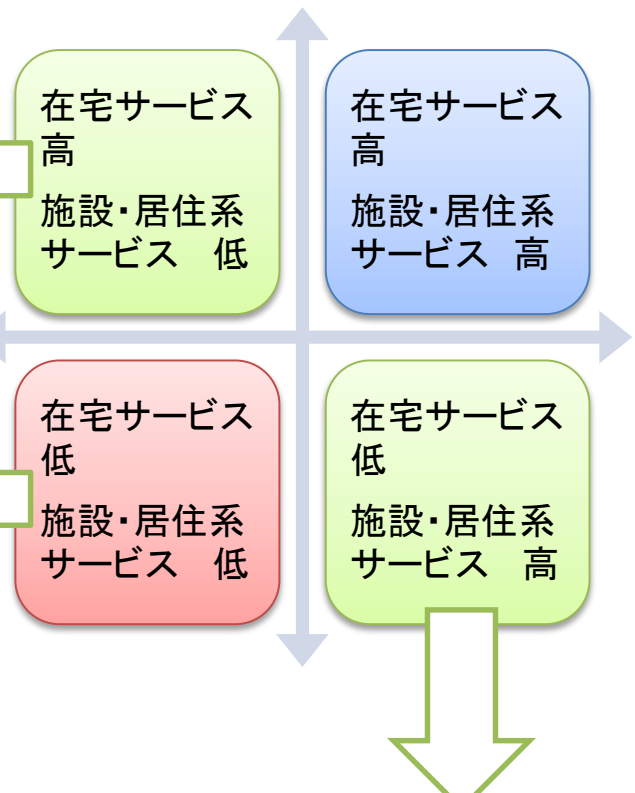 在宅サービス
高
施設・居住系
サービス　低
在宅サービス
高
施設・居住系
サービス　高
在宅サービス
低
施設・居住系
サービス　低
在宅サービス
低
施設・居住系
サービス　高